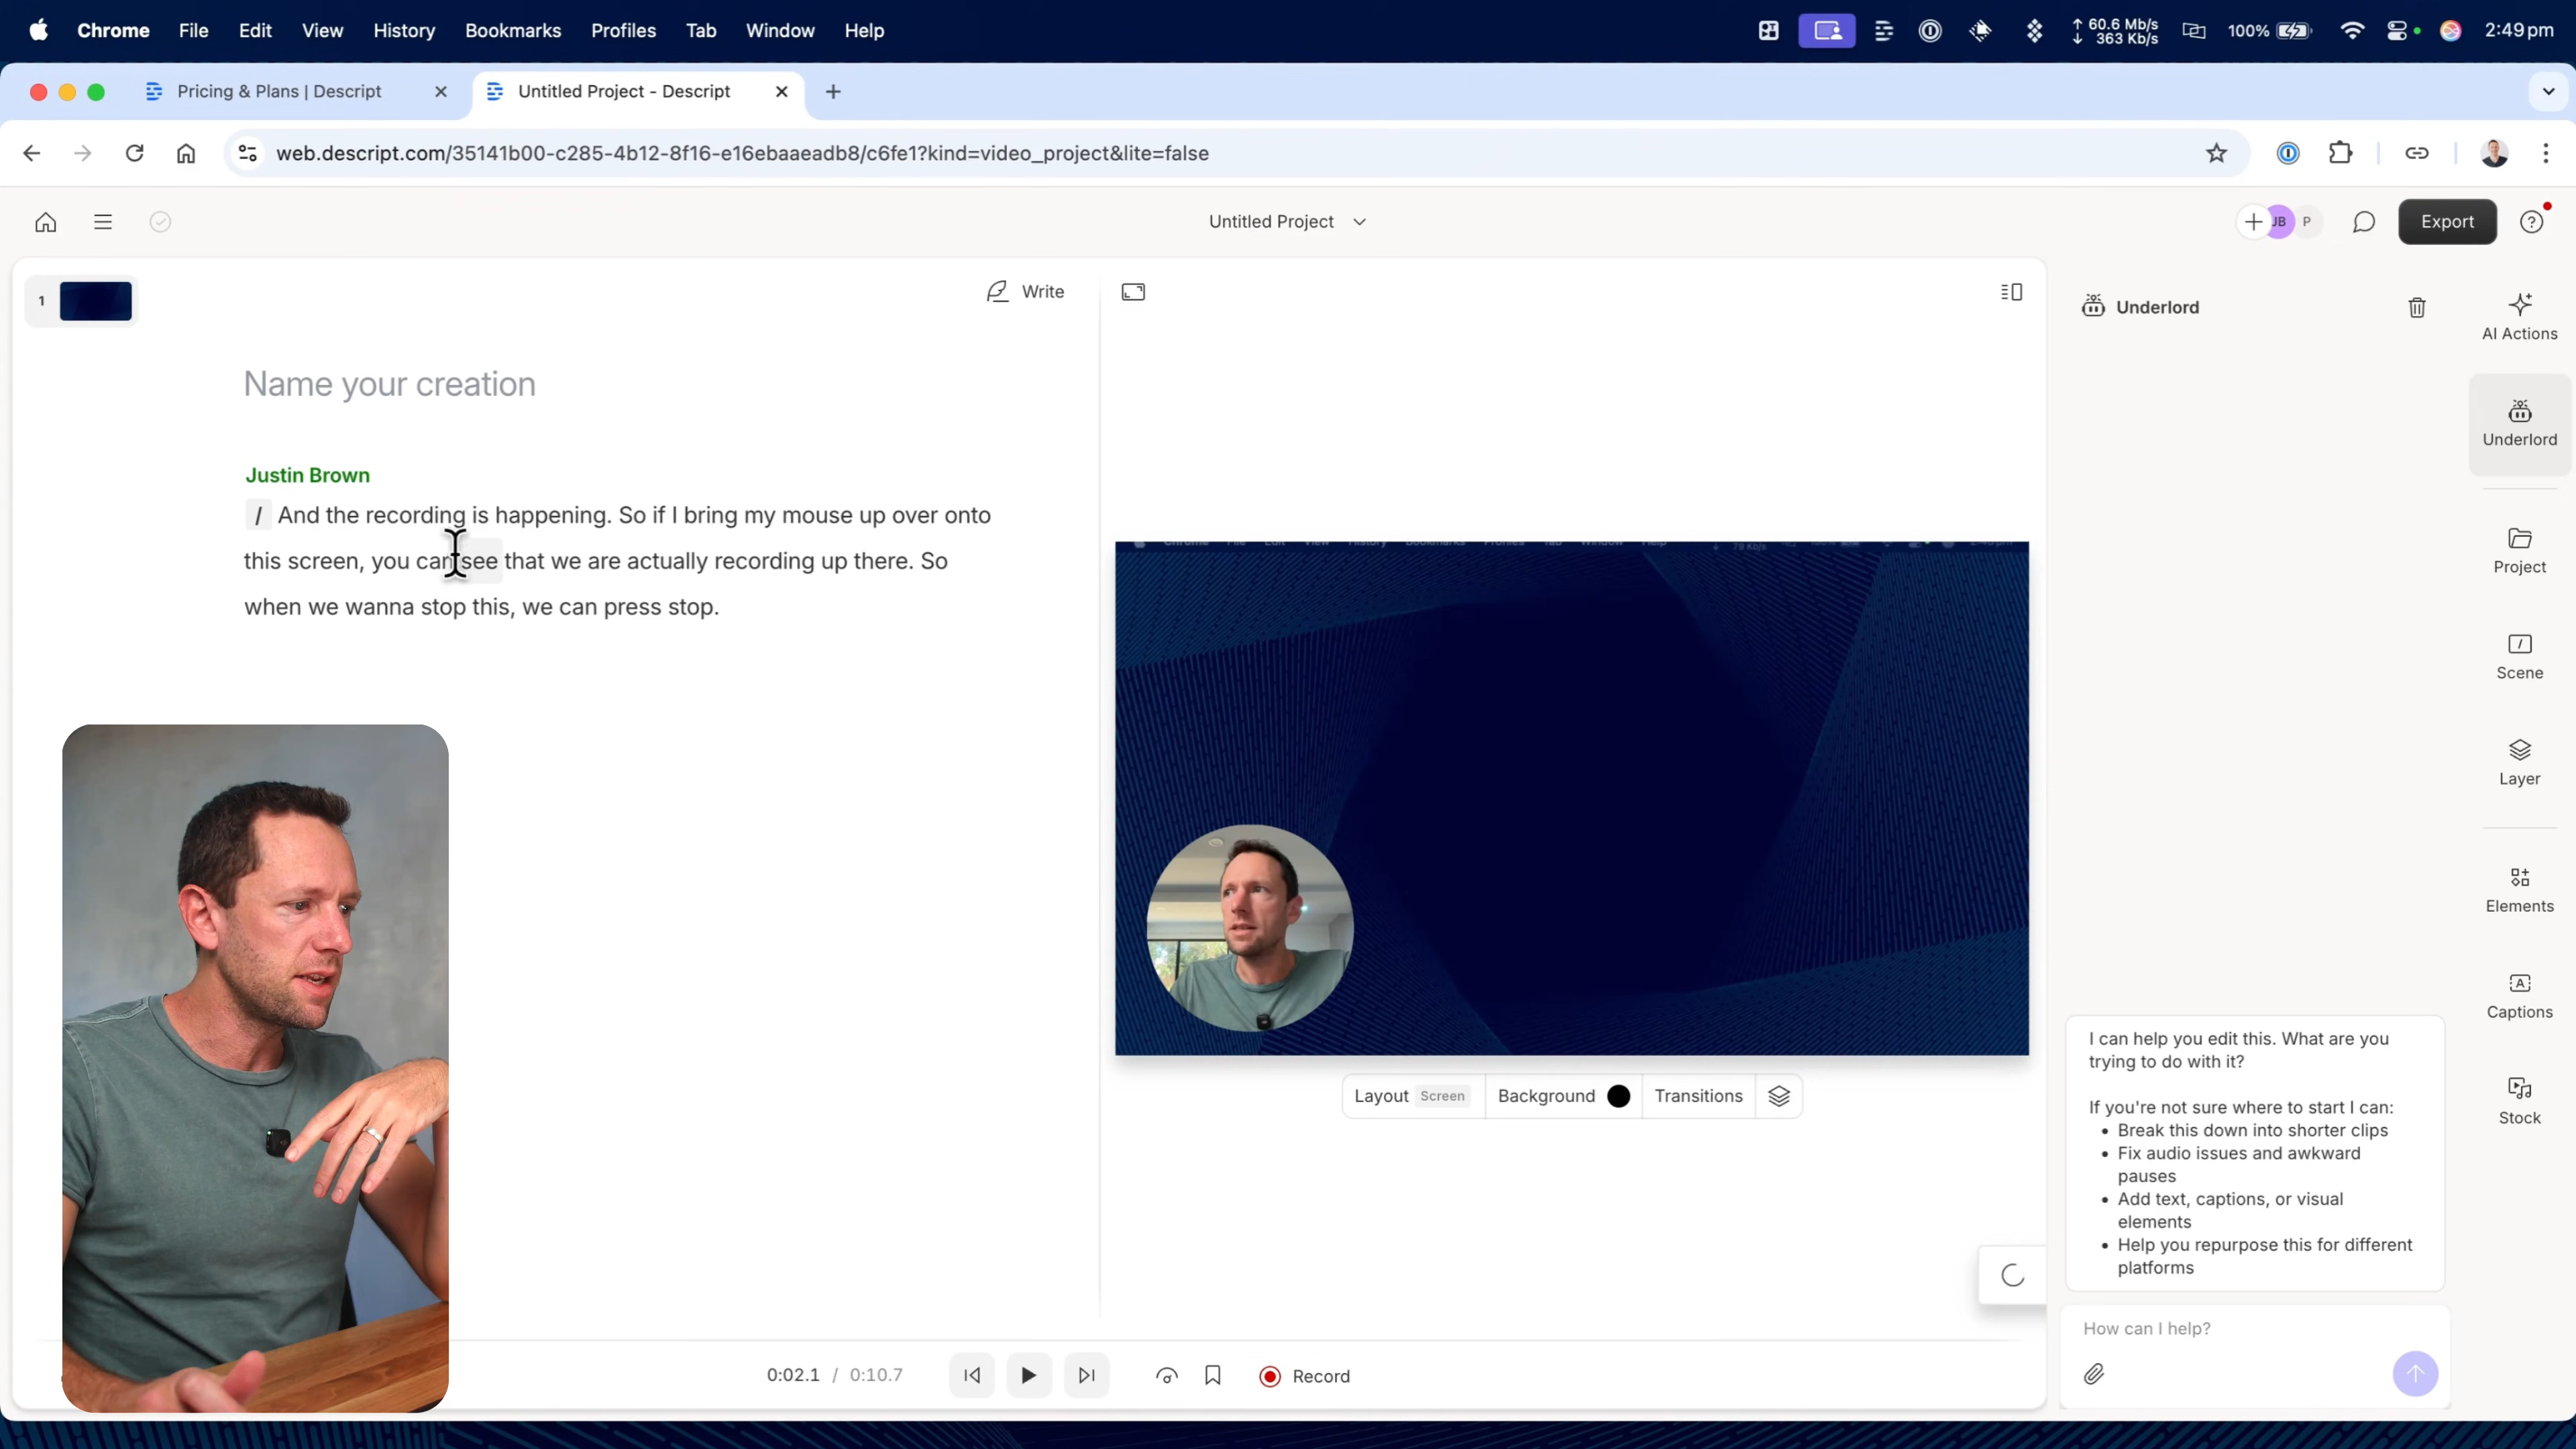 Chrome File Edit View History Bookmarks Profiles Tab Window Help
↑ 60.6 Mb/s
↓ 363 Kb/s
100%
2:49 pm
Pricing & Plans | Descript
Untitled Project - Descript
web.descript.com/35141b00-c285-4b12-8f16-e16ebaaeadb8/c6fe1?kind=video_project&lite=false
Untitled Project
JB
P
Export
1
Write
Name your creation
Justin Brown
/ And the recording is happening. So if I bring my mouse up over onto
this screen, you can see that we are actually recording up there. So
when we wanna stop this, we can press stop.
Layout Screen Background Transitions
0:02.1 / 0:10.7
Record
Underlord
I can help you edit this. What are you
trying to do with it?
If you're not sure where to start I can:
• Break this down into shorter clips
• Fix audio issues and awkward
pauses
• Add text, captions, or visual
elements
• Help you repurpose this for different
platforms
How can I help?
AI Actions
Underlord
Project
Scene
Layer
Elements
Captions
Stock